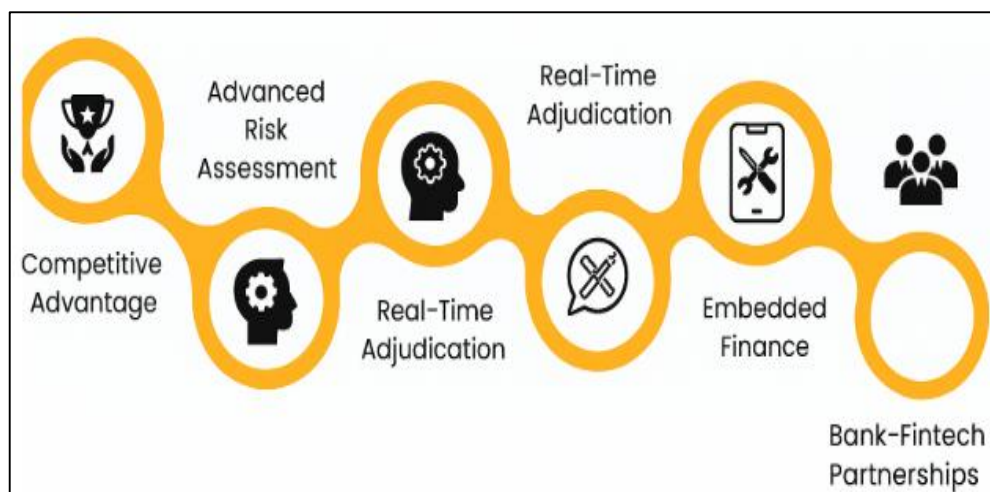 Competitive
Advantage
Advanced
Risk
Assessment
Real-Time
Adjudication
Real-Time
Adjudication
Embedded
Finance
Bank-Fintech
Partnerships